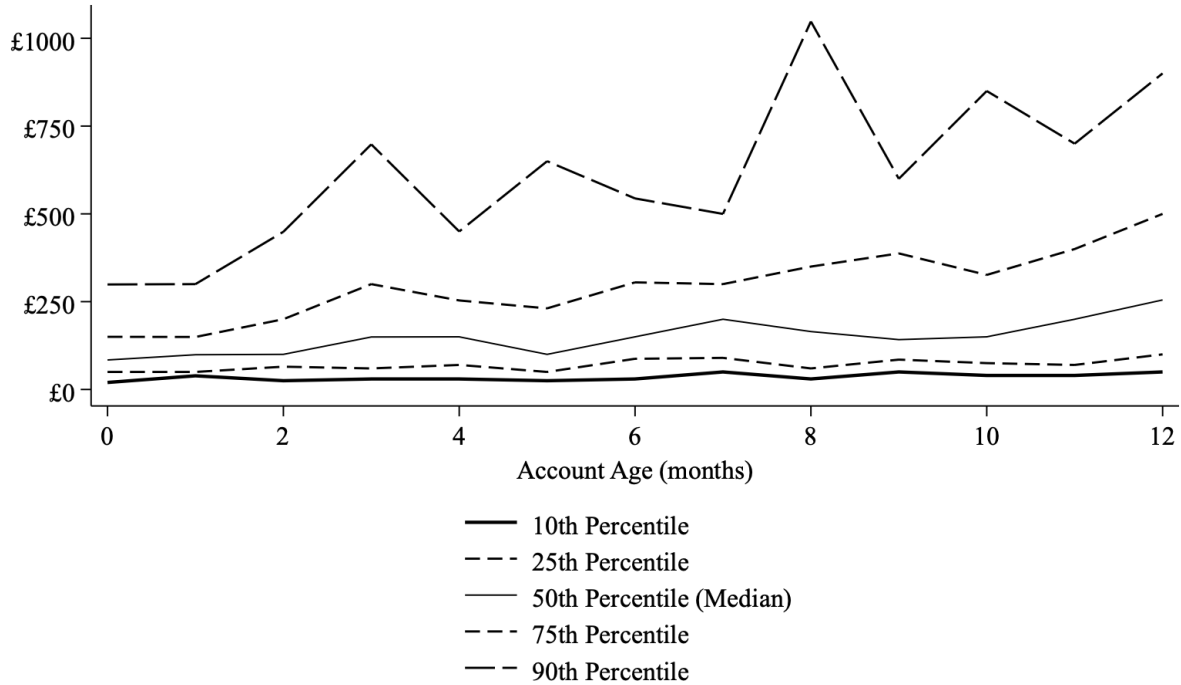 £1000
£750
£500
£250
£0
0 2 4 6 8 10 12
Account Age (months)
10th Percentile
25th Percentile
50th Percentile (Median)
75th Percentile
90th Percentile